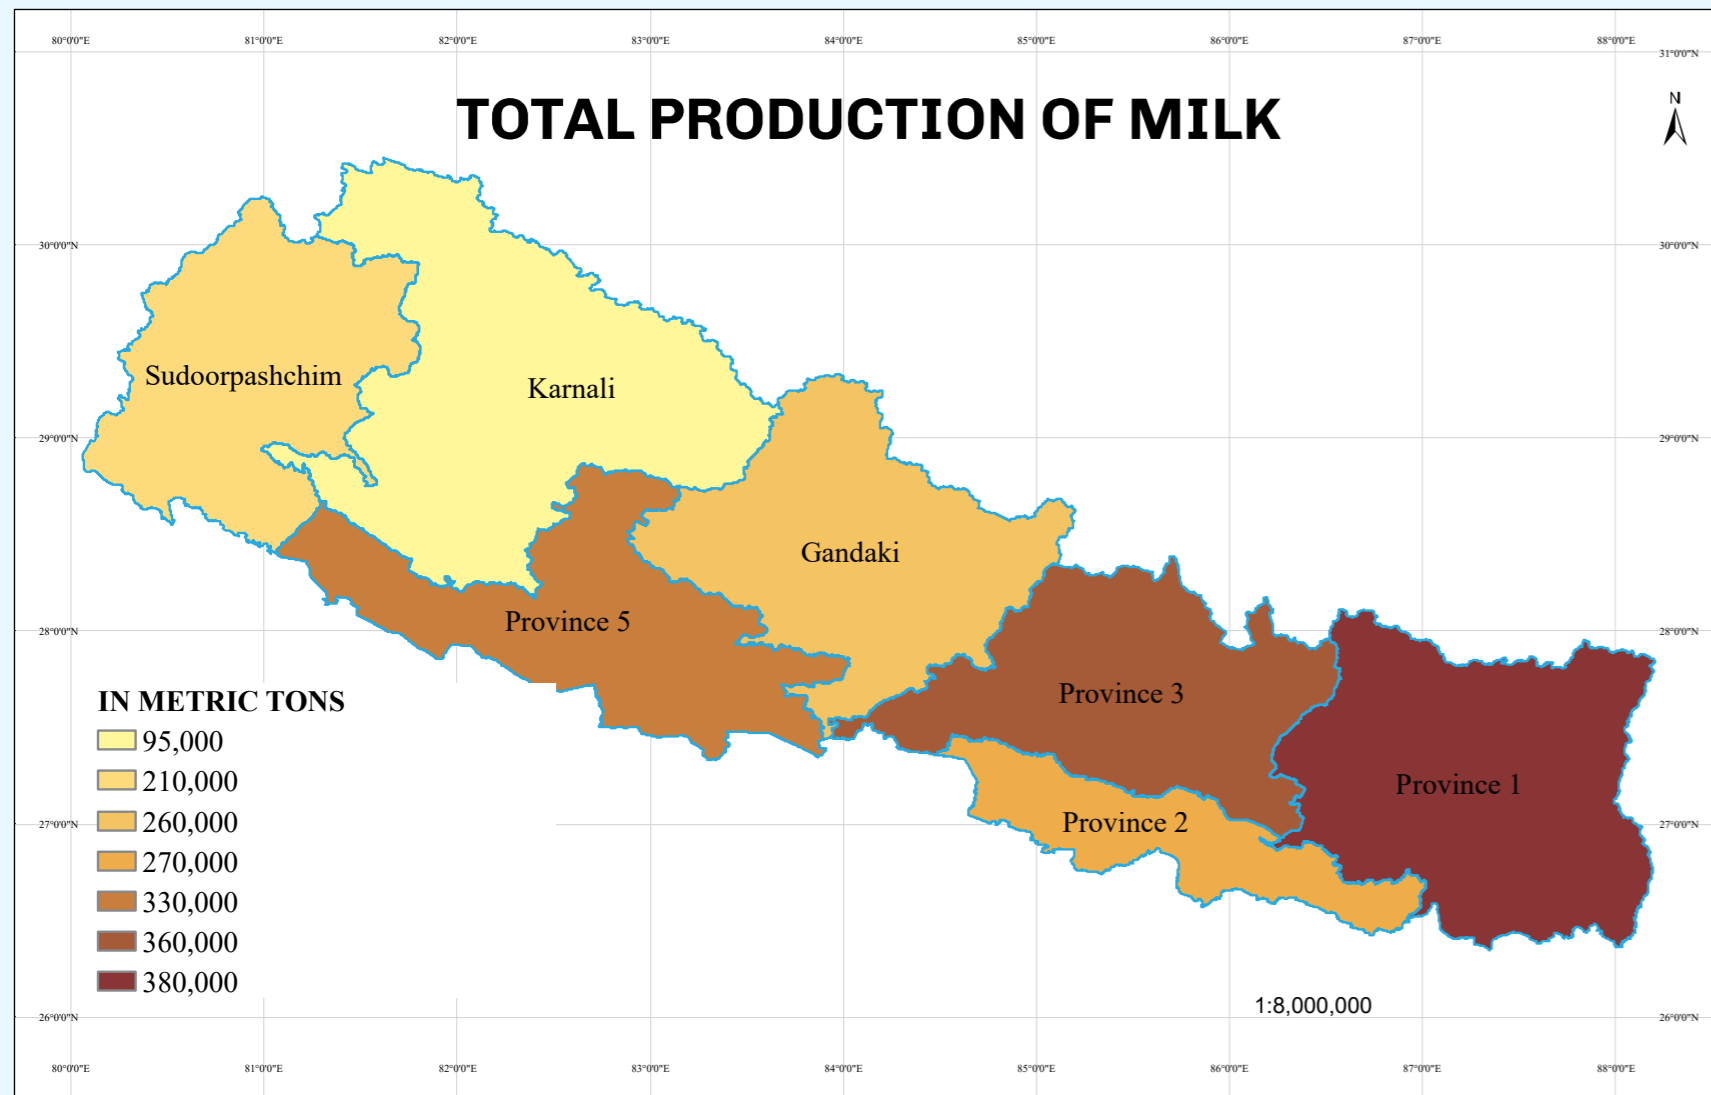 80°0'0"E 81°0'0"E 82°0'0"E 83°0'0"E 84°0'0"E 85°0'0"E 86°0'0"E 87°0'0"E 88°0'0"E
31°0'0"N
TOTAL PRODUCTION OF MILK
N
30°0'0"N 30°0'0"N
Sudoorpashchim
Karnali
29°0'0"N 29°0'0"N
Gandaki
Province 5
28°0'0"N 28°0'0"N
Province 3
IN METRIC TONS
95,000
210,000
Province 1
260,000
Province 2
27°0'0"N 27°0'0"N
270,000
330,000
360,000
380,000
1:8,000,000
26°0'0"N 26°0'0"N
80°0'0"E 81°0'0"E 82°0'0"E 83°0'0"E 84°0'0"E 85°0'0"E 86°0'0"E 87°0'0"E 88°0'0"E